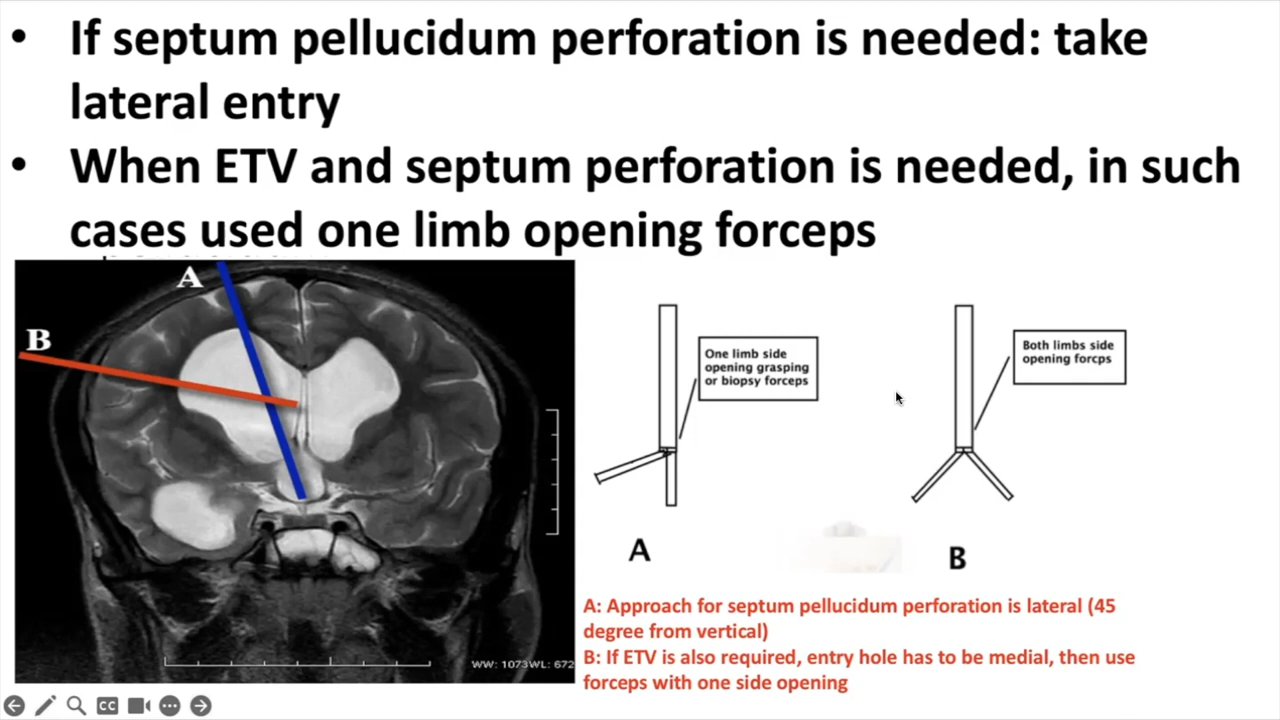 • If septum pellucidum perforation is needed: take
lateral entry
• When ETV and septum perforation is needed, in such
cases used one limb opening forceps
A
B
One limb side
opening grasping
or biopsy forceps
Both limbs side
opening forcps
A
B
WW: 1073WL: 672
A: Approach for septum pellucidum perforation is lateral (45
degree from vertical)
B: If ETV is also required, entry hole has to be medial, then use
forceps with one side opening
CC